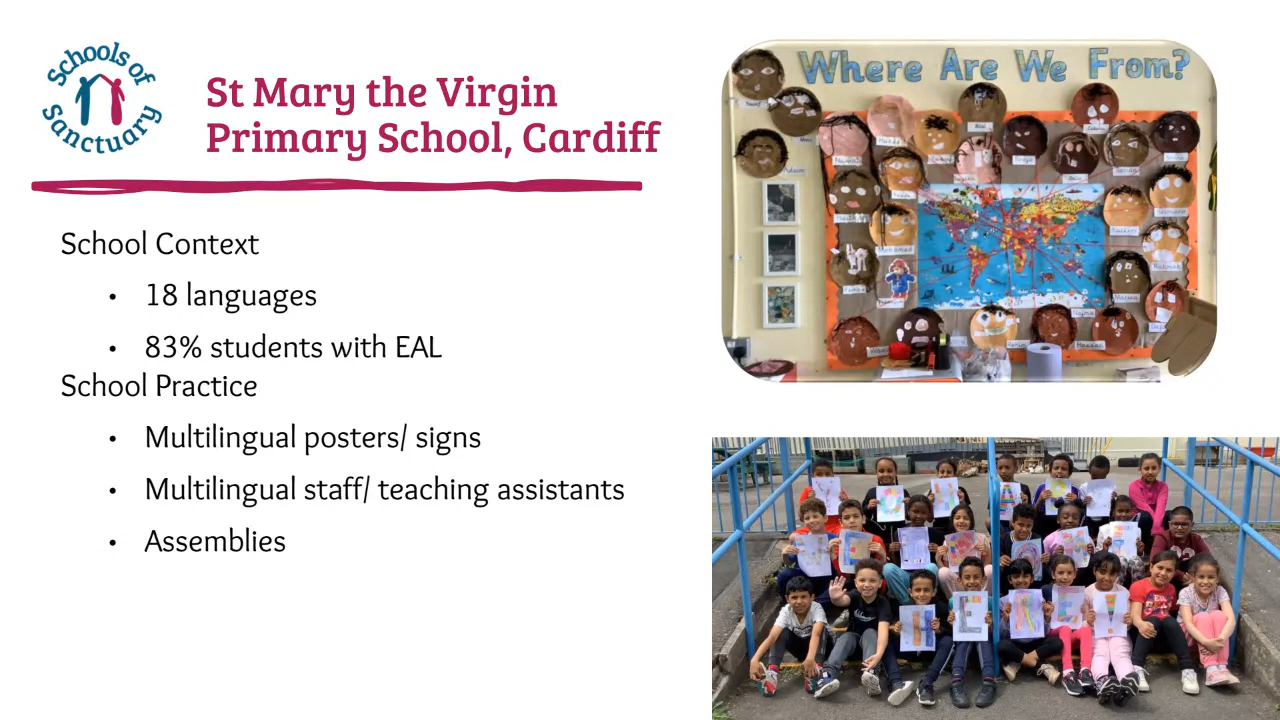 Schools of
Sanctuary
St Mary the Virgin
Primary School, Cardiff
School Context
• 18 languages
• 83% students with EAL
School Practice
• Multilingual posters/ signs
• Multilingual staff/ teaching assistants
• Assemblies
Where Are We From?
HERE!